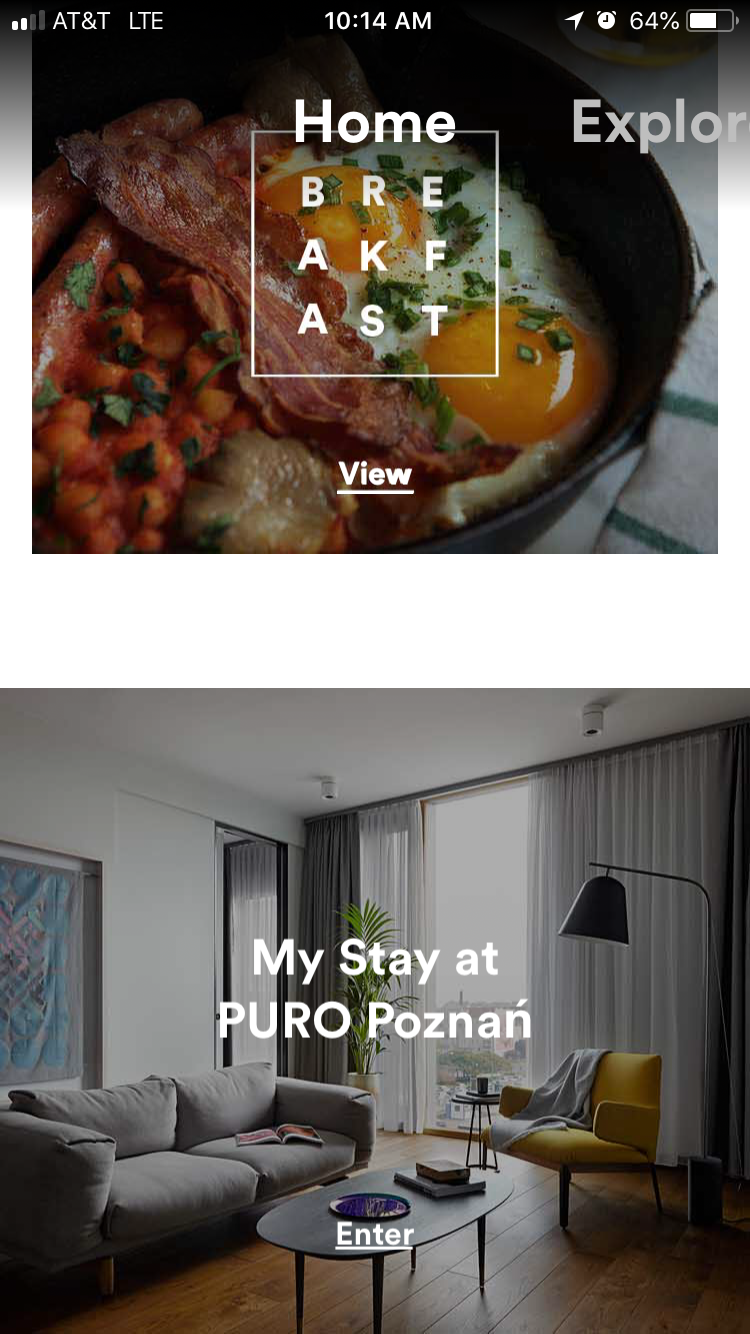 AT&T LTE 10:14 AM 64%
Home Explor
B R E
A K F
A S T
View
My Stay at
PURO Poznań
Enter